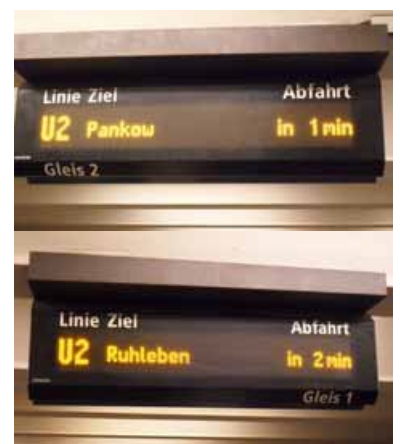 Linie Ziel Abfahrt
U2 Pankow in 1 min
Gleis 2
Linie Ziel Abfahrt
U2 Ruhleben in 2 min
Gleis 1